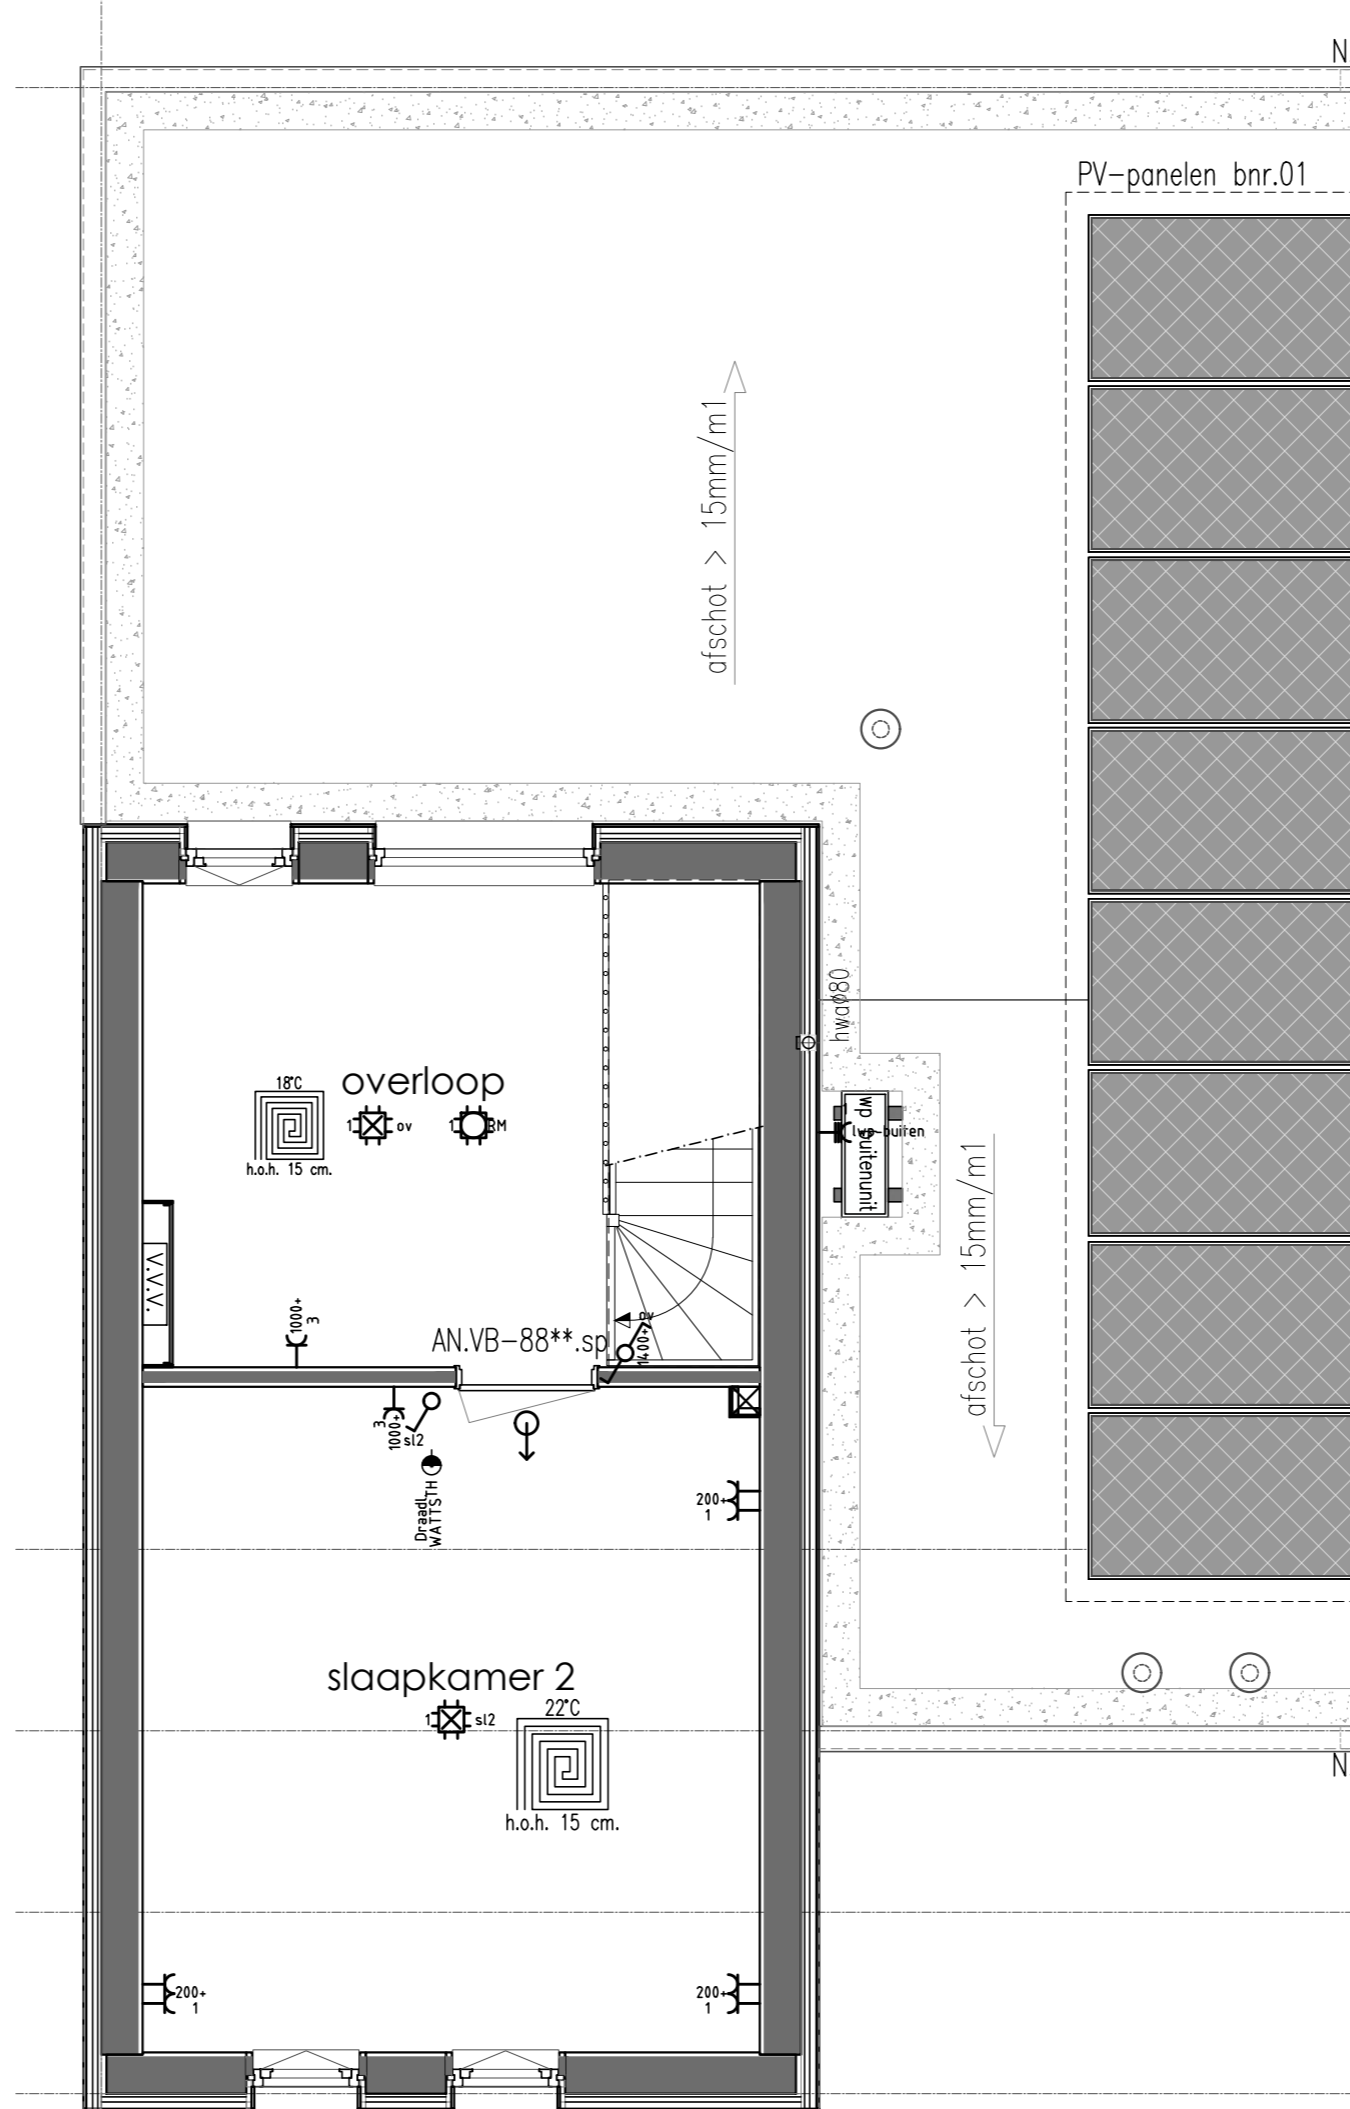 N
PV-panelen bnr.01
afschot > 15mm/m1
hwaø80
overloop
18°C
1 ov
1 RM
h.o.h. 15 cm.
wp buitenunit
1
lwp-buiten
afschot > 15mm/m1
V.V.V.
1000+
3
AN.VB-88**.sp
ov
1400+
1000+
3
sl2
Draadl.
WATTSTH
200+
1
slaapkamer 2
1 sl2
22°C
h.o.h. 15 cm.
N
200+
1
200+
1